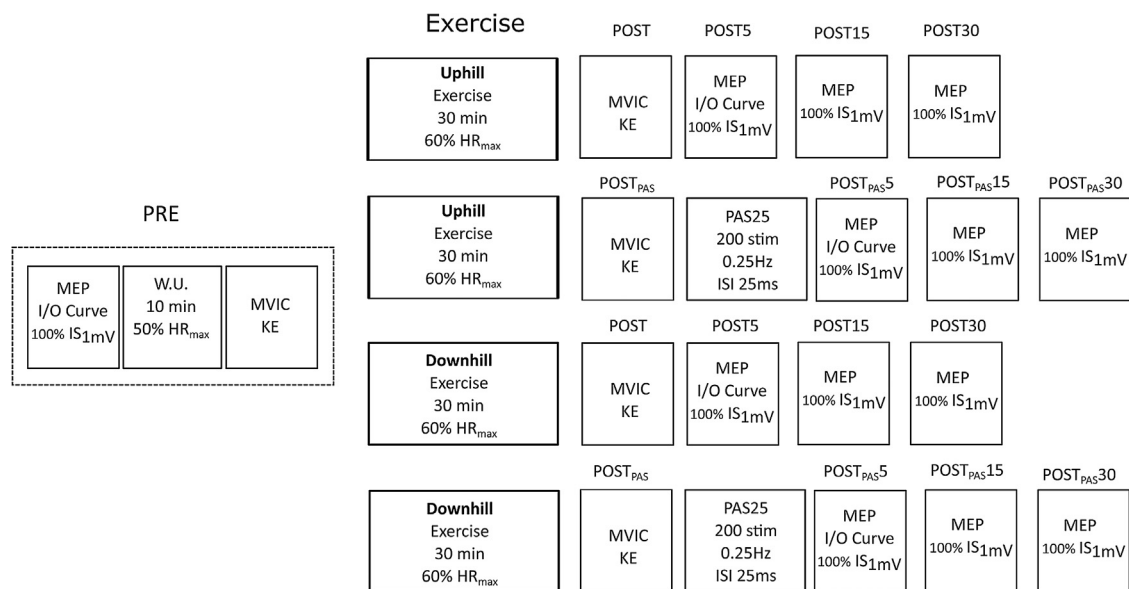 Exercise
POST POST5 POST15 POST30
Uphill
Exercise
30 min
60% HRmax
MVIC
KE
MEP
I/O Curve
100% IS1mV
MEP
100% IS1mV
MEP
100% IS1mV
PRE
MEP
I/O Curve
100% IS1mV
W.U.
10 min
50% HRmax
MVIC
KE
POSTPAS POSTPAS5 POSTPAS15 POSTPAS30
Uphill
Exercise
30 min
60% HRmax
MVIC
KE
PAS25
200 stim
0.25Hz
ISI 25ms
MEP
I/O Curve
100% IS1mV
MEP
100% IS1mV
MEP
100% IS1mV
POST POST5 POST15 POST30
Downhill
Exercise
30 min
60% HRmax
MVIC
KE
MEP
I/O Curve
100% IS1mV
MEP
100% IS1mV
MEP
100% IS1mV
POSTPAS POSTPAS5 POSTPAS15 POSTPAS30
Downhill
Exercise
30 min
60% HRmax
MVIC
KE
PAS25
200 stim
0.25Hz
ISI 25ms
MEP
I/O Curve
100% IS1mV
MEP
100% IS1mV
MEP
100% IS1mV